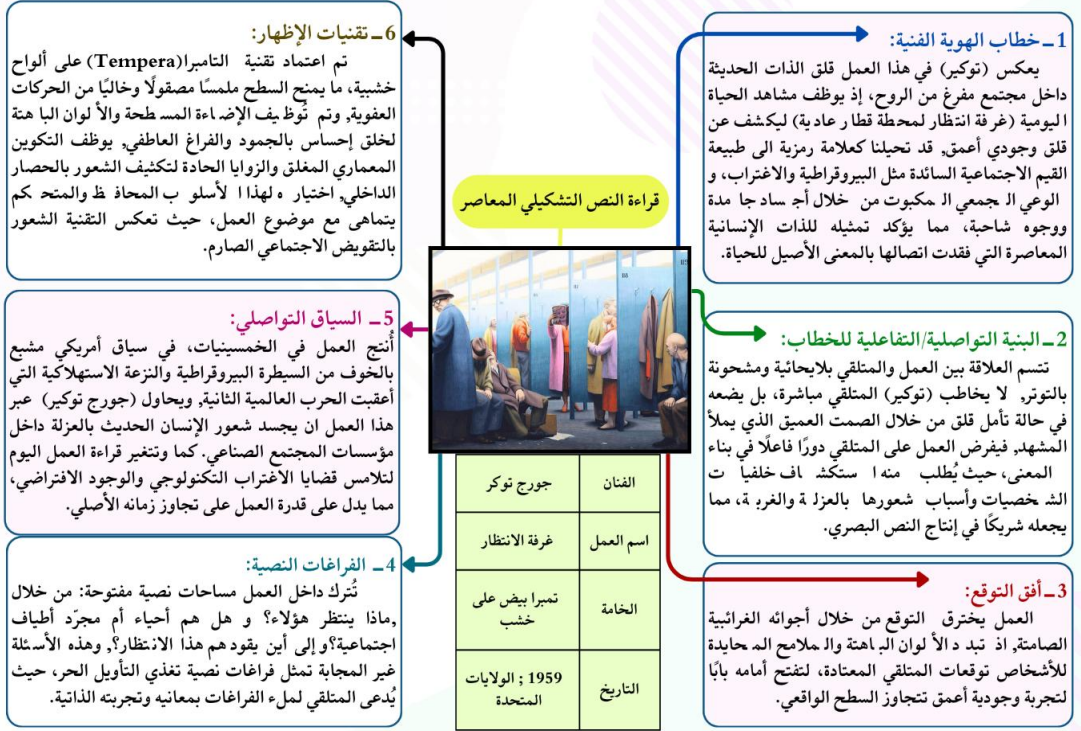 قراءة النص التشكيلي المعاصر
1ـ خطاب الهوية الفنية:
يعكس (توكير) في هذا العمل قلق الذات الحديثة
داخل مجتمع مفرغ من الروح، إذ يوظف مشاهد الحياة
اليومية (غرفة انتظار لمحطة قطار عادية) ليكشف عن
قلق وجودي أعمق, قد تحيلنا كعلامة رمزية الى طبيعة
القيم الاجتماعية السائدة مثل البيروقراطية والاغتراب، و
الوعي الجمعي المكبوت من خلال أجساد جامدة
ووجوه شاحبة، مما يؤكد تمثيله للذات الإنسانية
المعاصرة التي فقدت اتصالها بالمعنى الأصيل للحياة.
2ـ البنية التواصلية/التفاعلية للخطاب:
تتسم العلاقة بين العمل والمتلقي بلايحائية ومشحونة
بالتوتر, لا يخاطب (توكير) المتلقي مباشرة، بل يضعه
في حالة تأمل قلق من خلال الصمت العميق الذي يملأ
المشهد, فيفرض العمل على المتلقي دورًا فاعلًا في بناء
المعنى، حيث يُطلب منه استكشاف خلفيات
الشخصيات وأسباب شعورها بالعزلة والغربة، مما
يجعله شريكًا في إنتاج النص البصري.
3ـ أفق التوقع:
العمل يخترق التوقع من خلال أجوائه الغرائبية
الصامتة, اذ تبدد الألوان الباهتة والملامح المحايدة
للأشخاص توقعات المتلقي المعتادة، لتفتح أمامه بابًا
لتجربة وجودية أعمق تتجاوز السطح الواقعي.
4ـ الفراغات النصية:
تُترك داخل العمل مساحات نصية مفتوحة: من خلال
,ماذا ينتظر هؤلاء؟ و هل هم أحياء أم مجرّد أطياف
اجتماعية؟و إلى أين يقودهم هذا الانتظار؟, وهذه الأسئلة
غير المجابة تمثل فراغات نصية تغذي التأويل الحر، حيث
يُدعى المتلقي لملء الفراغات بمعانيه وتجربته الذاتية.
5ـ السياق التواصلي:
أُنتج العمل في الخمسينيات، في سياق أمريكي مشبع
بالخوف من السيطرة البيروقراطية والنزعة الاستهلاكية التي
أعقبت الحرب العالمية الثانية, ويحاول (جورج توكير) عبر
هذا العمل ان يجسد شعور الإنسان الحديث بالعزلة داخل
مؤسسات المجتمع الصناعي. كما وتتغير قراءة العمل اليوم
لتلامس قضايا الاغتراب التكنولوجي والوجود الافتراضي،
مما يدل على قدرة العمل على تجاوز زمانه الأصلي.
6ـ تقنيات الإظهار:
تم اعتماد تقنية التامبرا(Tempera) على ألواح
خشبية، ما يمنح السطح ملمسًا مصقولًا وخاليًا من الحركات
العفوية, وتم تُوظيف الإضاءة المسطحة والألوان الباهتة
لخلق إحساس بالجمود والفراغ العاطفي, يوظف التكوين
المعماري المغلق والزوايا الحادة لتكثيف الشعور بالحصار
الداخلي, اختياره لهذا الأسلوب المحافظ والمتحكم
يتماهى مع موضوع العمل، حيث تعكس التقنية الشعور
بالتقويض الاجتماعي الصارم.
الفنان
جورج توكر
اسم العمل
غرفة الانتظار
الخامة
تمبرا بيض على
خشب
التاريخ
1959 ; الولايات
المتحدة